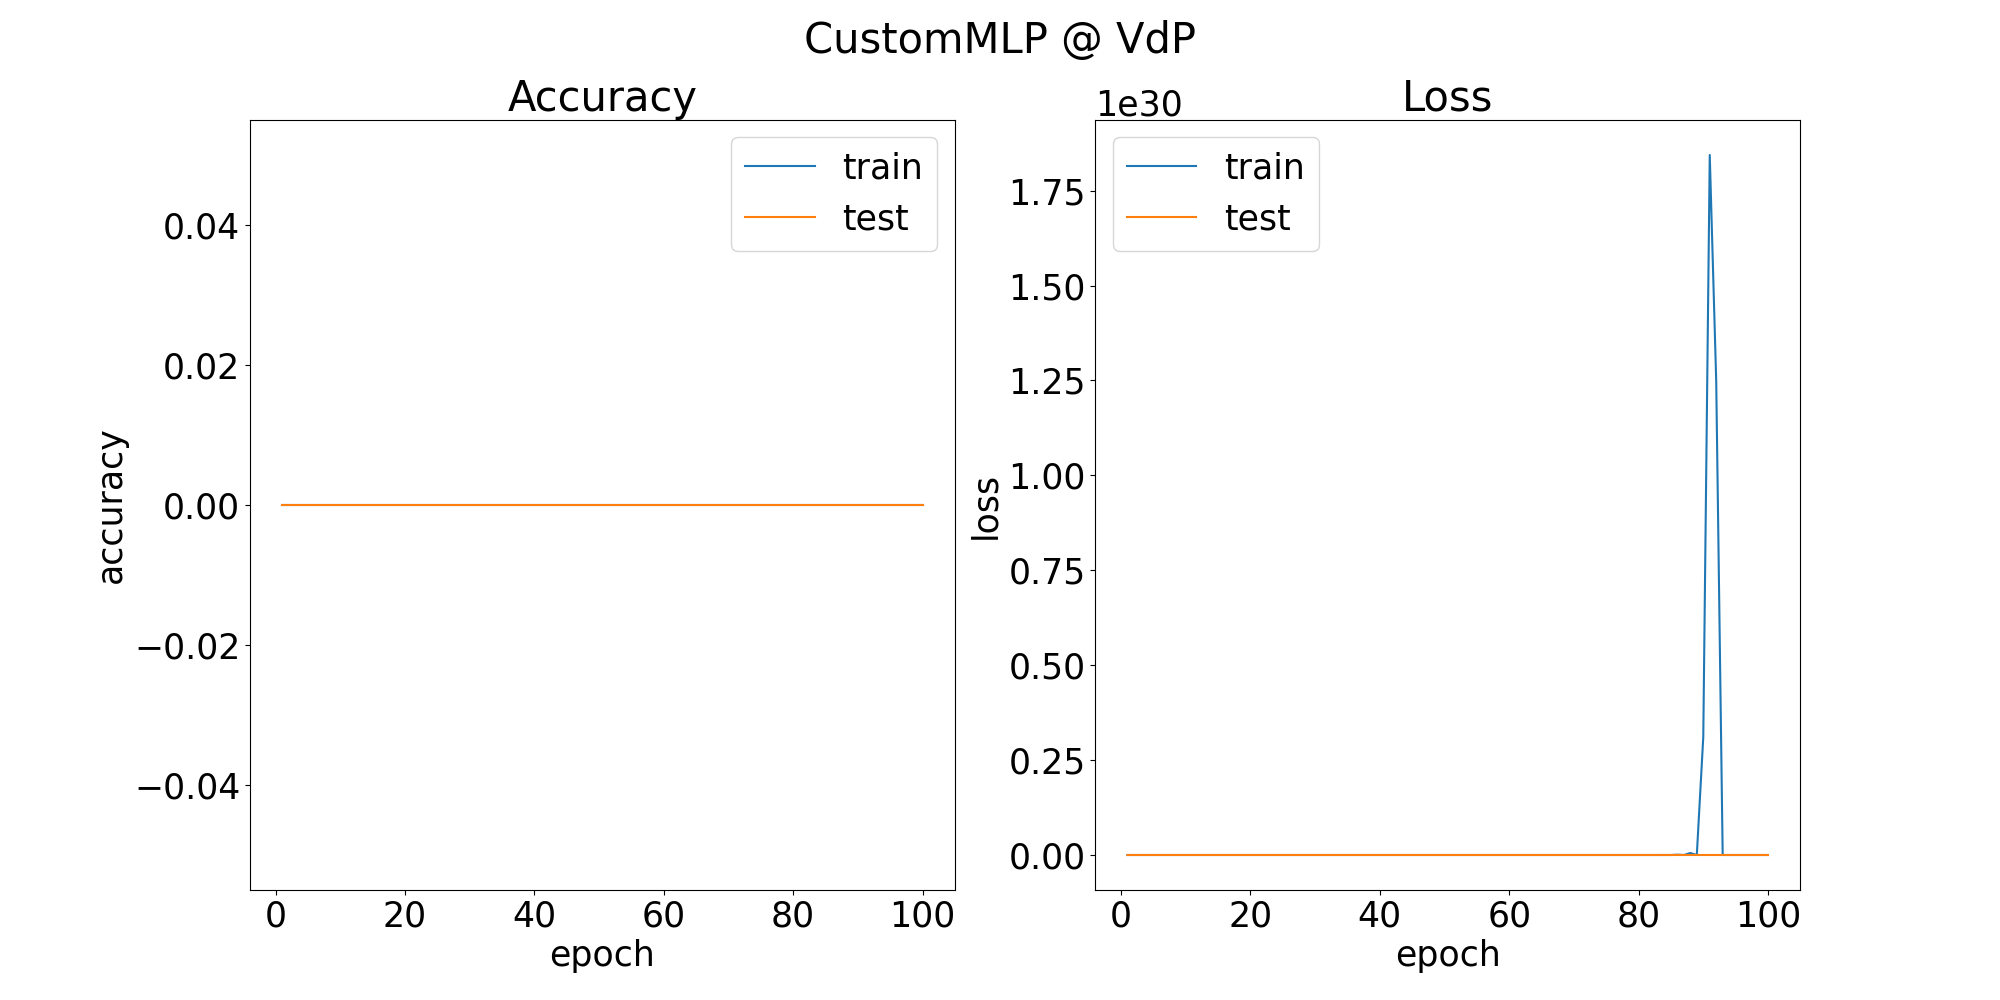 CustomMLP @ VdP
Accuracy
train
test
0.04
0.02
0.00
−0.02
−0.04
accuracy
0 20 40 60 80 100
epoch
Loss
1e30
train
test
1.75
1.50
1.25
1.00
0.75
0.50
0.25
0.00
loss
0 20 40 60 80 100
epoch